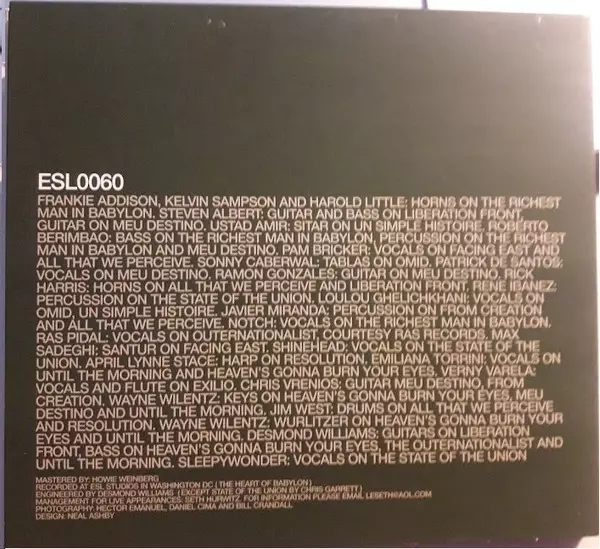 ESL0060
FRANKIE ADDISON, KELVIN SAMPSON AND HAROLD LITTLE: HORNS ON THE RICHEST
MAN IN BABYLON. STEVEN ALBERT: GUITAR AND BASS ON LIBERATION FRONT,
GUITAR ON MEU DESTINO. USTAD AMIR: SITAR ON UN SIMPLE HISTOIRE. ROBERTO
BERIMBAO: BASS ON THE RICHEST MAN IN BABYLON, PERCUSSION ON THE RICHEST
MAN IN BABYLON AND MEU DESTINO. PAM BRICKER: VOCALS ON FACING EAST AND
ALL THAT WE PERCEIVE. SONNY CABERWAL: TABLAS ON OMID. PATRICK DE SANTOS:
VOCALS ON MEU DESTINO. RAMON GONZALES: GUITAR ON MEU DESTINO. RICK
HARRIS: HORNS ON ALL THAT WE PERCEIVE AND LIBERATION FRONT. RENE IBANEZ:
PERCUSSION ON THE STATE OF THE UNION. LOULOU GHELICHKHANI: VOCALS ON
OMID, UN SIMPLE HISTOIRE. JAVIER MIRANDA: PERCUSSION ON FROM CREATION
AND ALL THAT WE PERCEIVE. NOTCH: VOCALS ON THE RICHEST MAN IN BABYLON.
RAS PIDAL: VOCALS ON OUTERNATIONALIST. COURTESY RAS RECORDS. MAX
SADEGHI: SANTUR ON FACING EAST. SHINEHEAD: VOCALS ON THE STATE OF THE
UNION. APRIL LYNNE STACE: HARP ON RESOLUTION. EMILIANA TORRINI: VOCALS ON
UNTIL THE MORNING AND HEAVEN'S GONNA BURN YOUR EYES. VERNY VARELA:
VOCALS AND FLUTE ON EXILIO. CHRIS VRENIOS: GUITAR MEU DESTINO, FROM
CREATION. WAYNE WILENTZ: KEYS ON HEAVEN'S GONNA BURN YOUR EYES, MEU
DESTINO AND UNTIL THE MORNING. JIM WEST: DRUMS ON ALL THAT WE PERCEIVE
AND RESOLUTION. WAYNE WILENTZ: WURLITZER ON HEAVEN'S GONNA BURN YOUR
EYES AND UNTIL THE MORNING. DESMOND WILLIAMS: GUITARS ON LIBERATION
FRONT, BASS ON HEAVEN'S GONNA BURN YOUR EYES, THE OUTERNATIONALIST AND
UNTIL THE MORNING. SLEEPYWONDER: VOCALS ON THE STATE OF THE UNION
MASTERED BY: HOWIE WEINBERG
RECORDED AT ESL STUDIOS IN WASHINGTON DC ( THE HEART OF BABYLON )
ENGINEERED BY DESMOND WILLIAMS ( EXCEPT STATE OF THE UNION BY CHRIS GARRETT )
MANAGEMENT FOR LIVE APPEARANCES: SETH HURWITZ. FOR INFORMATION PLEASE EMAIL LESETH@AOL.COM
PHOTOGRAPHY: HECTOR EMANUEL, DANIEL CIMA AND BILL CRANDALL
DESIGN: NEAL ASHBY